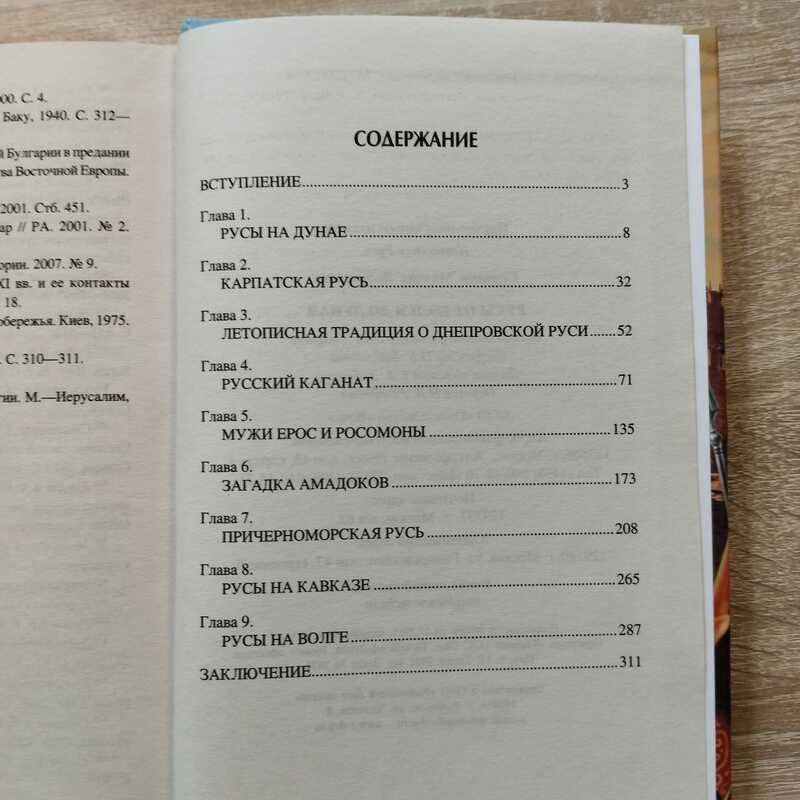 00. С. 4.
Баку, 1940. С. 312—
й Булгарии в предании
ва Восточной Европы.
2001. Стб. 451.
ар // РА. 2001. № 2.
ории. 2007. № 9.
XI вв. и ее контакты
18.
обережья. Киев, 1975.
. С. 310—311.
гии. М.—Иерусалим,
СОДЕРЖАНИЕ
ВСТУПЛЕНИЕ 3
Глава 1.
РУСЫ НА ДУНАЕ 8
Глава 2.
КАРПАТСКАЯ РУСЬ 32
Глава 3.
ЛЕТОПИСНАЯ ТРАДИЦИЯ О ДНЕПРОВСКОЙ РУСИ 52
Глава 4.
РУССКИЙ КАГАНАТ 71
Глава 5.
МУЖИ ЕРОС И РОСОМОНЫ 135
Глава 6.
ЗАГАДКА АМАДОКОВ 173
Глава 7.
ПРИЧЕРНОМОРСКАЯ РУСЬ 208
Глава 8.
РУСЫ НА КАВКАЗЕ 265
Глава 9.
РУСЫ НА ВОЛГЕ 287
ЗАКЛЮЧЕНИЕ 311